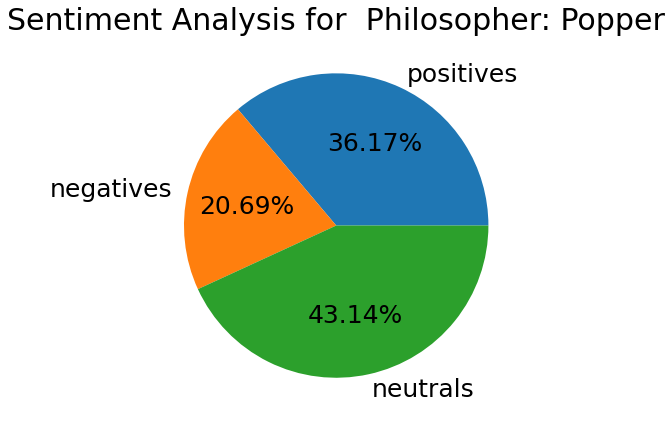 Sentiment Analysis for  Philosopher: Popper
positives
36.17%
negatives
20.69%
43.14%
neutrals